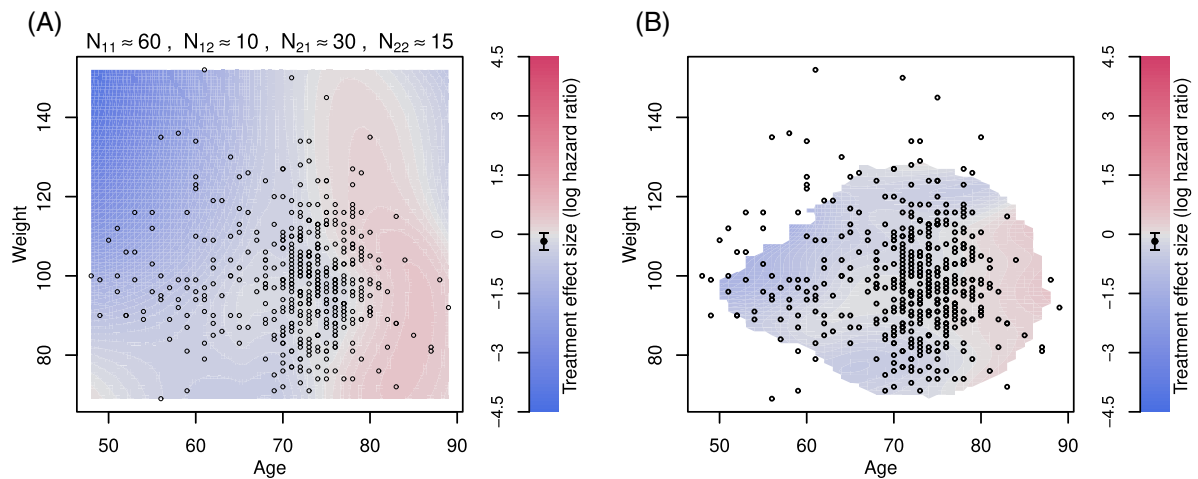 (A)
N11 ≈ 60 , N12 ≈ 10 , N21 ≈ 30 , N22 ≈ 15
Weight
140
120
100
80
50 60 70 80 90
Age
4.5
3
1.5
0
−1.5
−3
−4.5
Treatment effect size (log hazard ratio)
(B)
Weight
140
120
100
80
50 60 70 80 90
Age
4.5
3
1.5
0
−1.5
−3
−4.5
Treatment effect size (log hazard ratio)